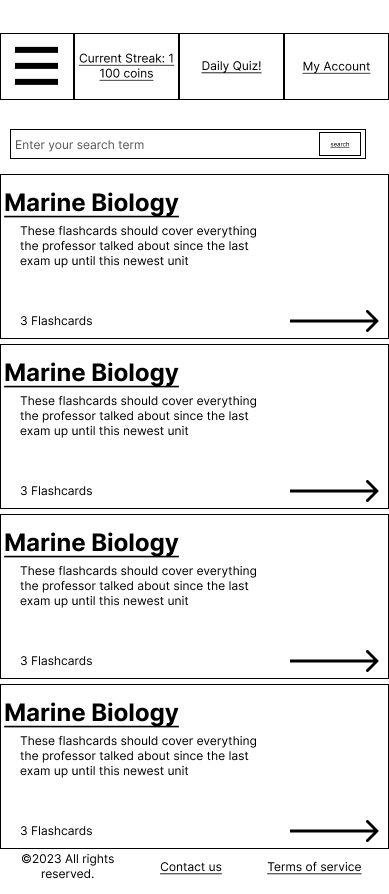 Current Streak: 1
100 coins
Daily Quiz!
My Account
Enter your search term
search
Marine Biology
These flashcards should cover everything
the professor talked about since the last
exam up until this newest unit
3 Flashcards
Marine Biology
These flashcards should cover everything
the professor talked about since the last
exam up until this newest unit
3 Flashcards
Marine Biology
These flashcards should cover everything
the professor talked about since the last
exam up until this newest unit
3 Flashcards
Marine Biology
These flashcards should cover everything
the professor talked about since the last
exam up until this newest unit
3 Flashcards
©2023 All rights
reserved.
Contact us
Terms of service